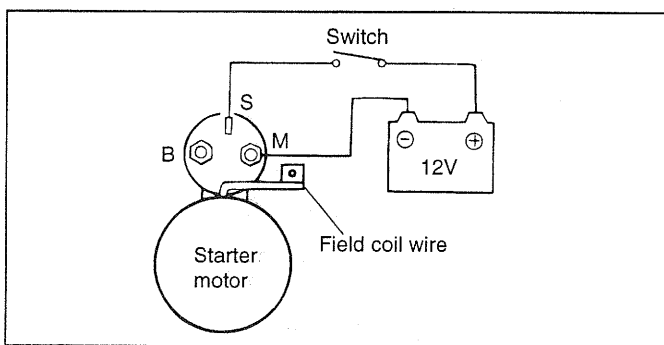 Switch
S
B
M
⊖ ⊕
12V
Field coil wire
Starter
motor